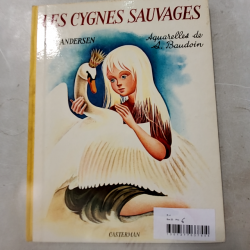 LES CYGNES SAUVAGES
ANDERSEN
Aquarelles de
S. Baudoin
CASTERMAN